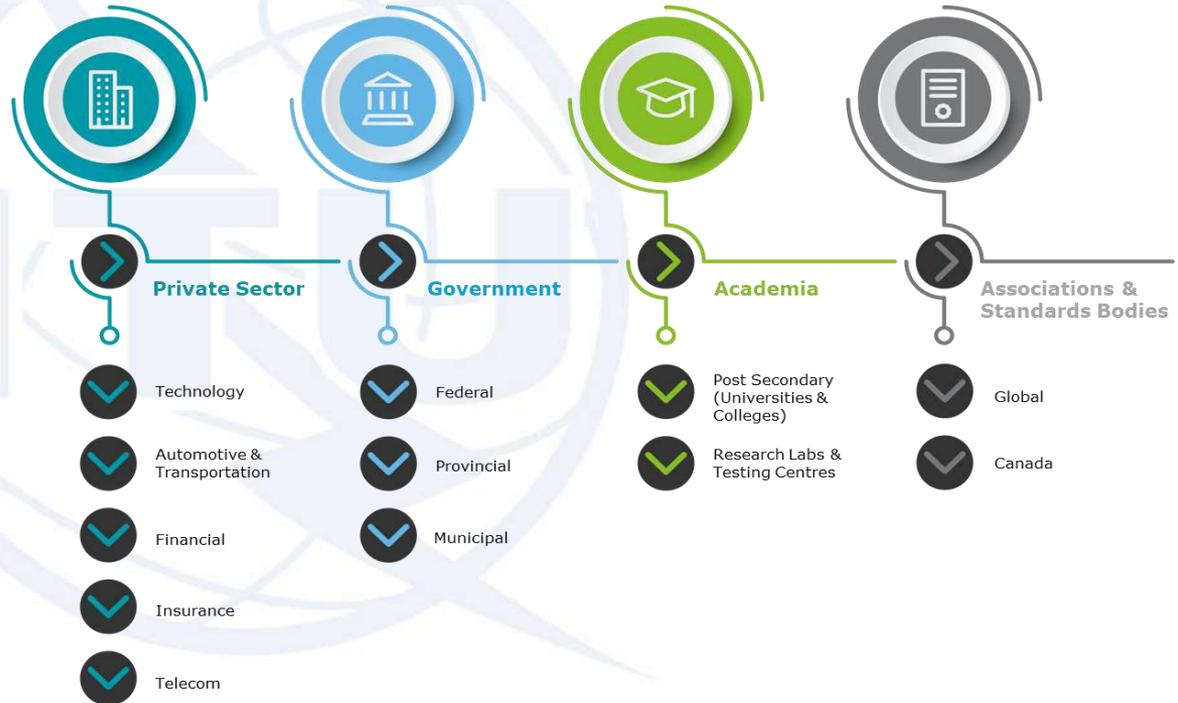 Private Sector
Technology
Automotive &
Transportation
Financial
Insurance
Telecom
Government
Federal
Provincial
Municipal
Academia
Post Secondary
(Universities &
Colleges)
Research Labs &
Testing Centres
Associations &
Standards Bodies
Global
Canada
ITU